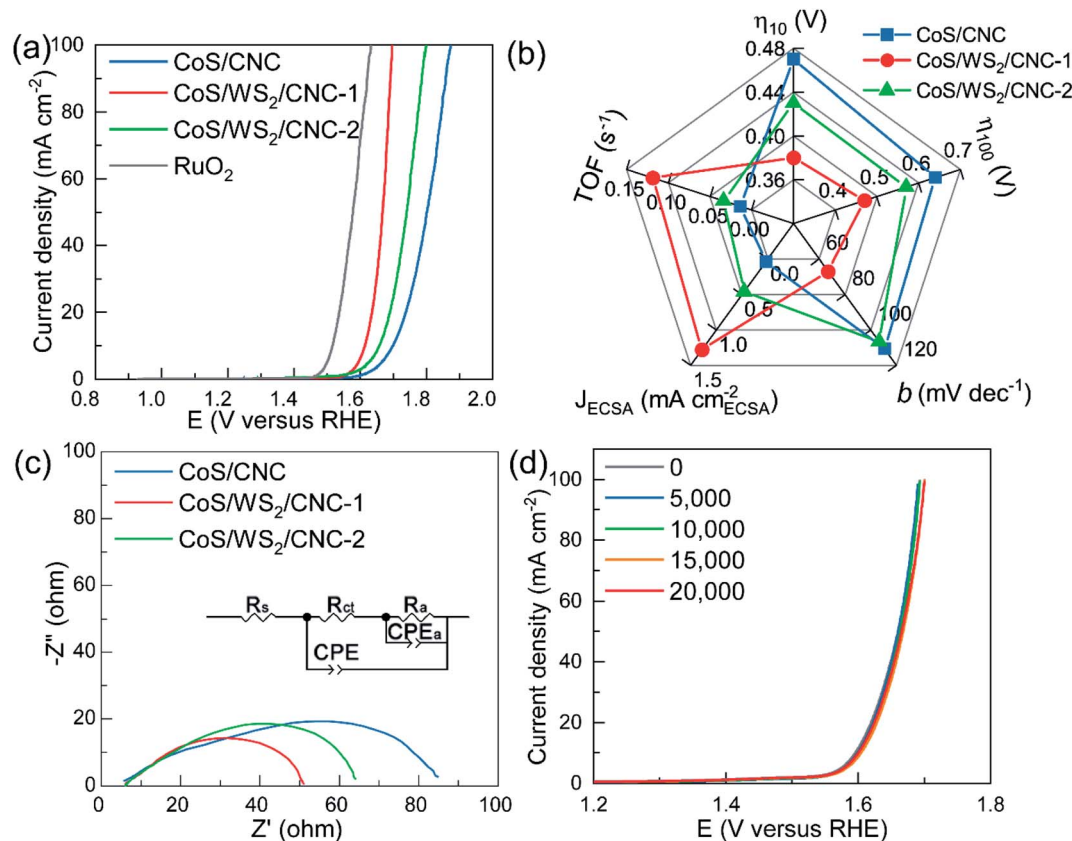 (a)
CoS/CNC
CoS/WS₂/CNC-1
CoS/WS₂/CNC-2
RuO₂
Current density (mA cm⁻²)
100
80
60
40
20
0
0.8 1.0 1.2 1.4 1.6 1.8 2.0
E (V versus RHE)
(b)
CoS/CNC
CoS/WS₂/CNC-1
CoS/WS₂/CNC-2
η₁₀ (V)
0.48
0.44
0.40
0.36
η₁₀₀ (V)
0.7
0.6
0.5
0.4
b (mV dec⁻¹)
60
80
100
120
J_ECSA (mA cm⁻²_ECSA)
0.0
0.5
1.0
1.5
TOF (s⁻¹)
0.15
0.10
0.05
0.00
(c)
CoS/CNC
CoS/WS₂/CNC-1
CoS/WS₂/CNC-2
Rs Rct Ra
CPEa
CPE
-Z" (ohm)
100
80
60
40
20
0
0 20 40 60 80 100
Z' (ohm)
(d)
0
5,000
10,000
15,000
20,000
Current density (mA cm⁻²)
100
80
60
40
20
0
1.2 1.4 1.6 1.8
E (V versus RHE)